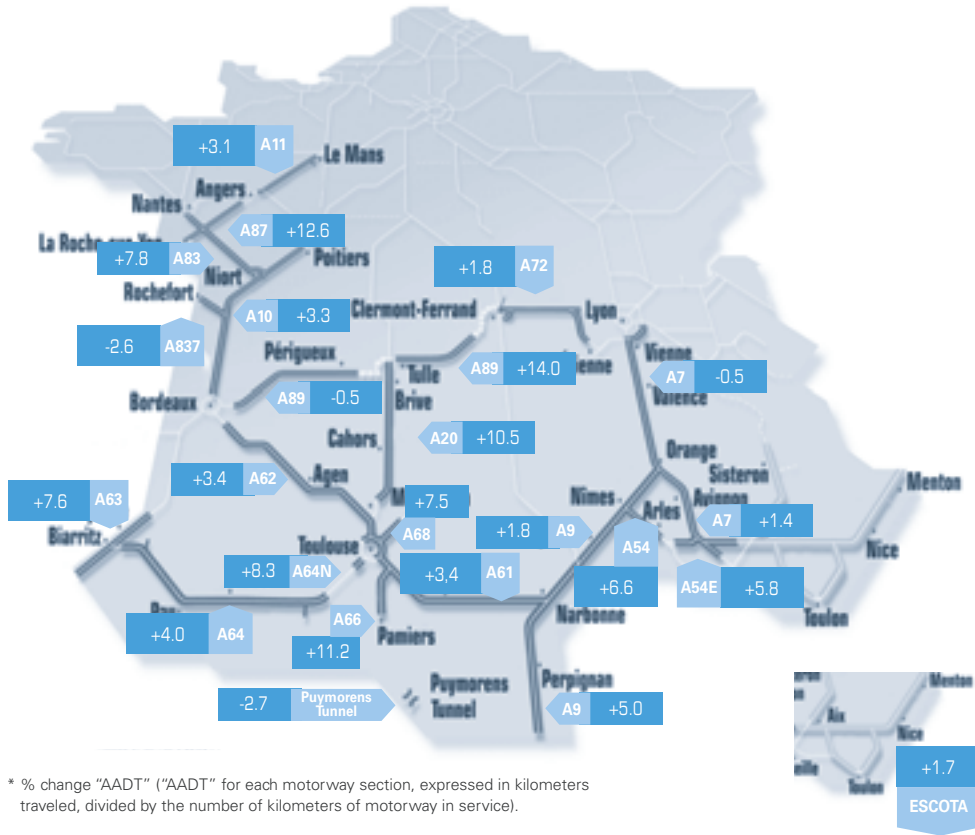 +3.1 A11
Le Mans
Angers
Nantes
A87 +12.6
La Roche-sur-Yon
+7.8 A83
Poitiers
+1.8 A72
Niort
Rochefort
A10 +3.3
Clermont-Ferrand
Lyon
-2.6 A837
Périgueux
Vienne
A89 +14.0
Tulle
A7 -0.5
A89 -0.5
Valence
Brive
Bordeaux
A20 +10.5
Cahors
Orange
+3.4 A62
Agen
Sisteron
Menton
+7.6 A63
+7.5
Nîmes
Avignon
Arles
A7 +1.4
+1.8 A9
A68
Biarritz
Toulouse
A54
Nice
+8.3 A64N
+3,4 A61
+6.6
A54E +5.8
Narbonne
Toulon
A66
+4.0 A64
Pamiers
+11.2
Perpignan
Menton
Puymorens
Tunnel
-2.7 Puymorens
Tunnel
A9 +5.0
Aix
Nice
+1.7
Toulon
ESCOTA
* % change “AADT” (“AADT” for each motorway section, expressed in kilometers
traveled, divided by the number of kilometers of motorway in service).